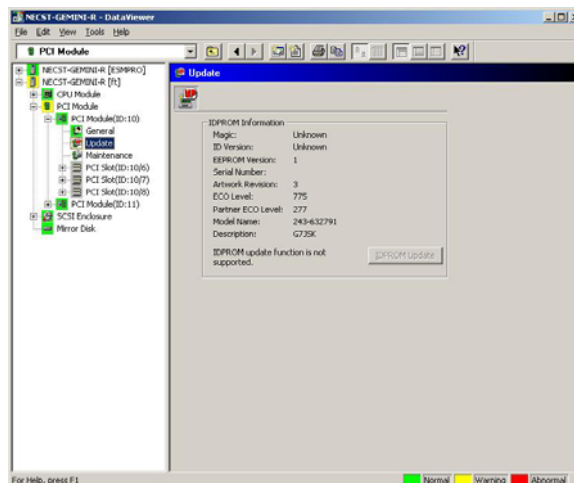 NECST-GEMINI-R - DataViewer
File Edit View Tools Help
PCI Module
NECST-GEMINI-R [ESMPRO]
NECST-GEMINI-R [ft]
CPU Module
PCI Module
PCI Module(ID:10)
General
Update
Maintenance
PCI Slot(ID:10/6)
PCI Slot(ID:10/7)
PCI Slot(ID:10/8)
PCI Module(ID:11)
SCSI Enclosure
Mirror Disk
Update
IDPROM Information
Magic: Unknown
ID Version: Unknown
EEPROM Version: 1
Serial Number:
Artwork Revision: 3
ECO Level: 775
Partner ECO Level: 277
Model Name: 243-632791
Description: G7JSK
IDPROM update function is not
supported.
IDPROM Update
For Help, press F1
Normal Warning Abnormal